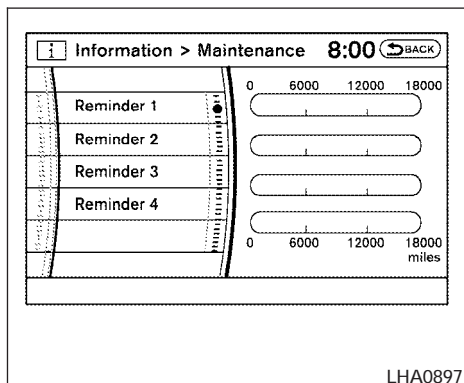 i Information > Maintenance 8:00 BACK
0 6000 12000 18000
Reminder 1
Reminder 2
Reminder 3
Reminder 4
0 6000 12000 18000
miles
LHA0897